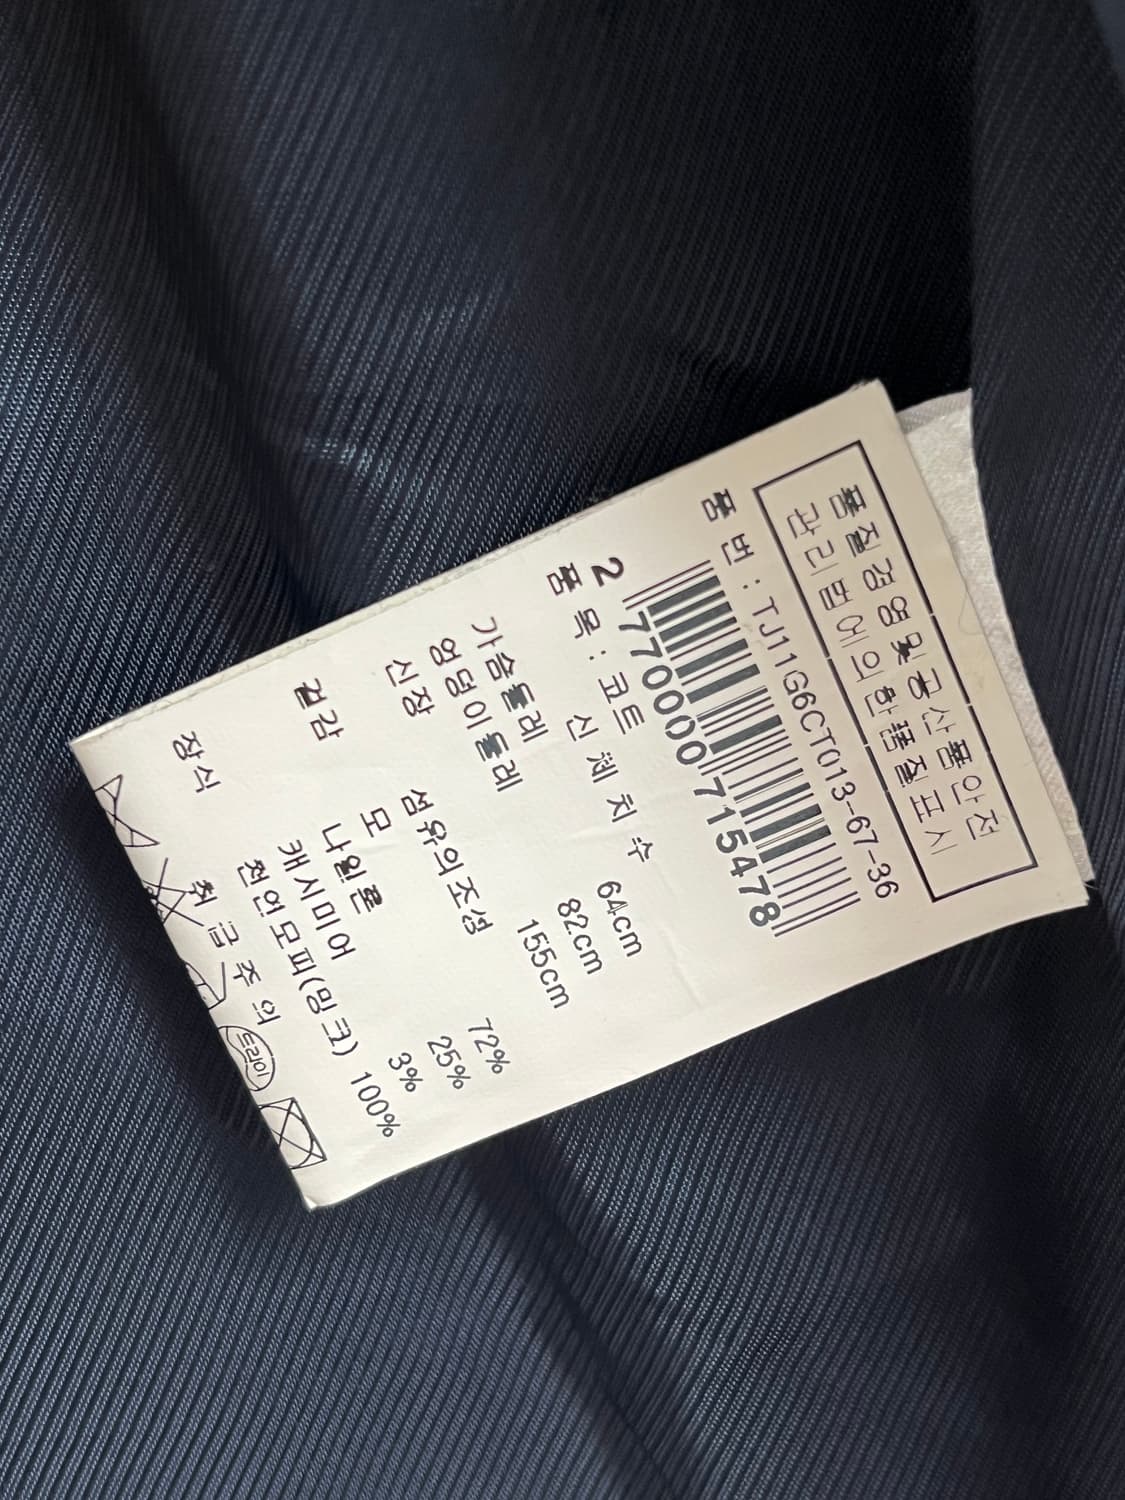 품질경영및공산품안전
관리법에의한품질표시
품 번 : TJ11G6CT013-67-36
2 770000 715478
품 목 : 코트
신 체 치 수
가슴둘레 64cm
엉덩이둘레 82cm
신장 155cm
섬유의조성
겉감 모 72%
나일론 25%
캐시미어 3%
장식 천연모피(밍크) 100%
취 급 주 의
드라이